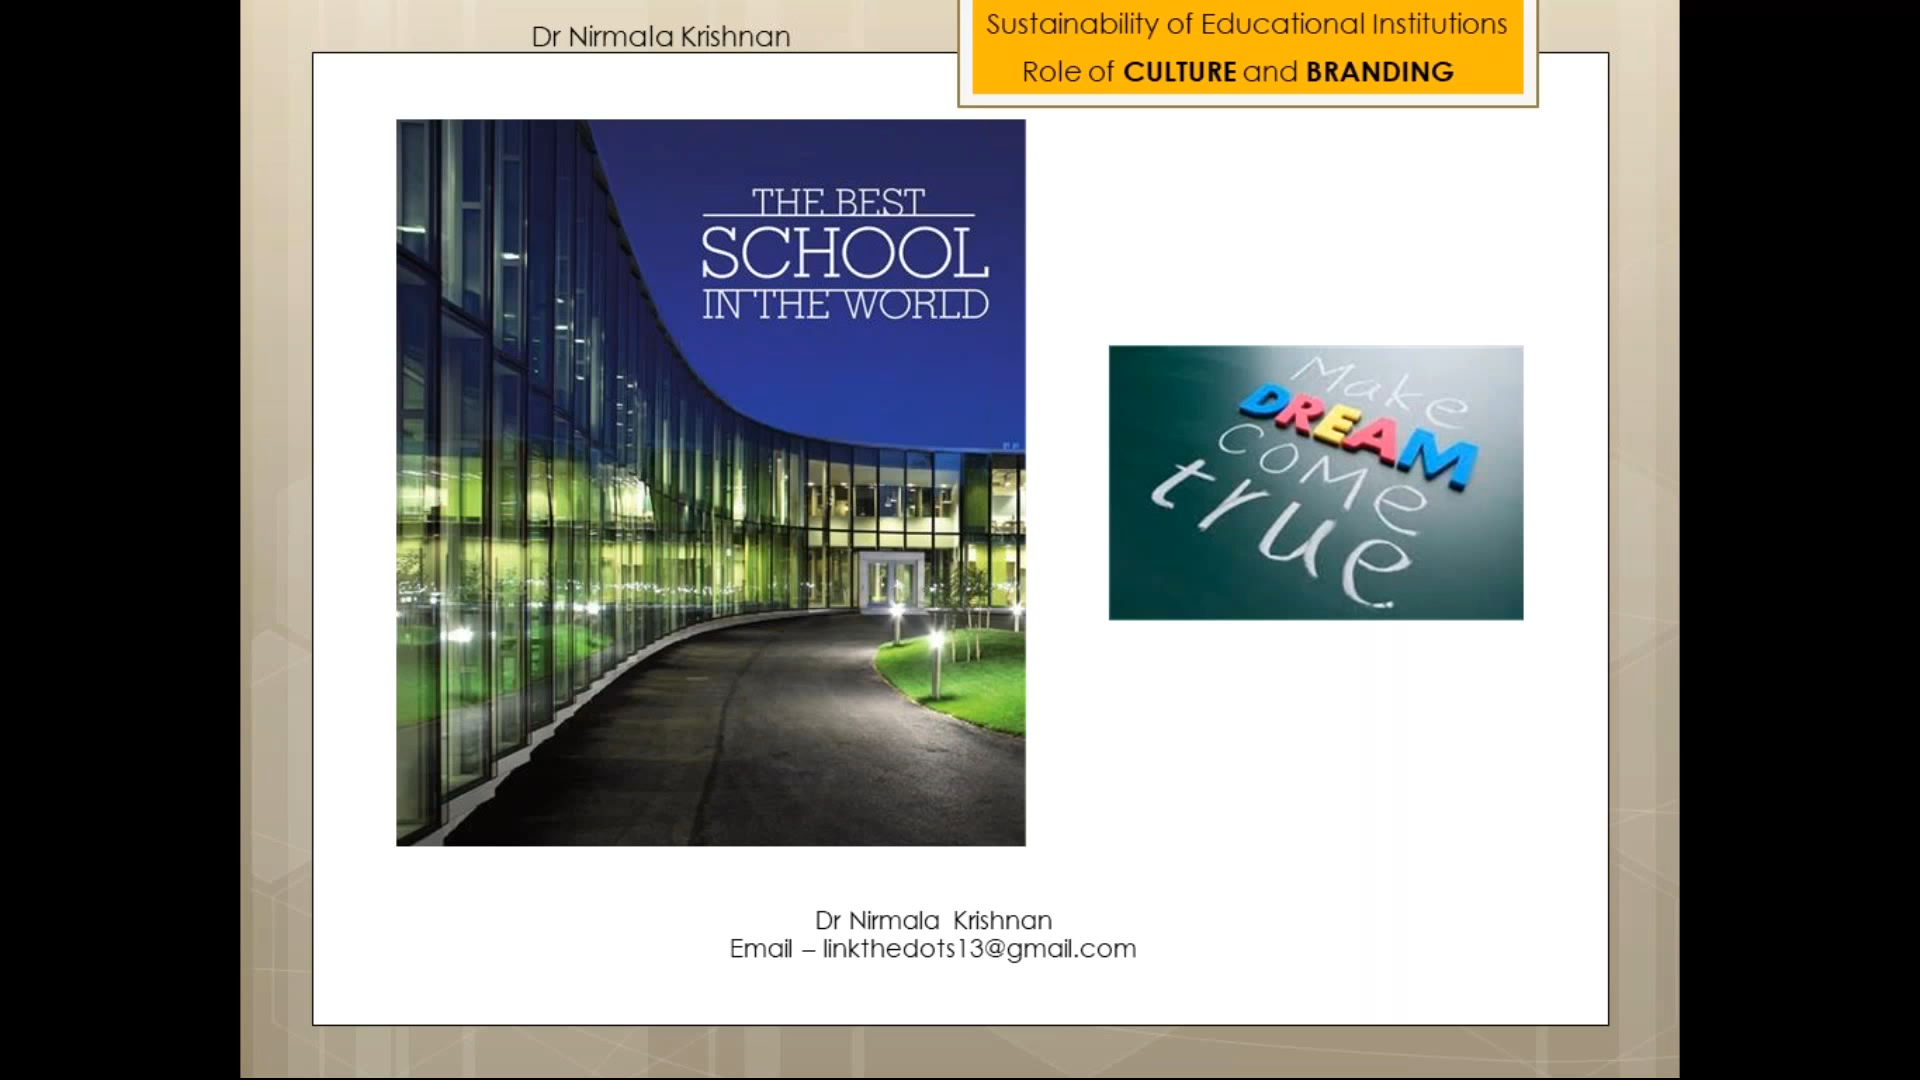 Dr Nirmala Krishnan
Sustainability of Educational Institutions
Role of CULTURE and BRANDING
THE BEST
SCHOOL
IN THE WORLD
Make
DREAM
COME
true
Dr Nirmala  Krishnan
Email – linkthedots13@gmail.com